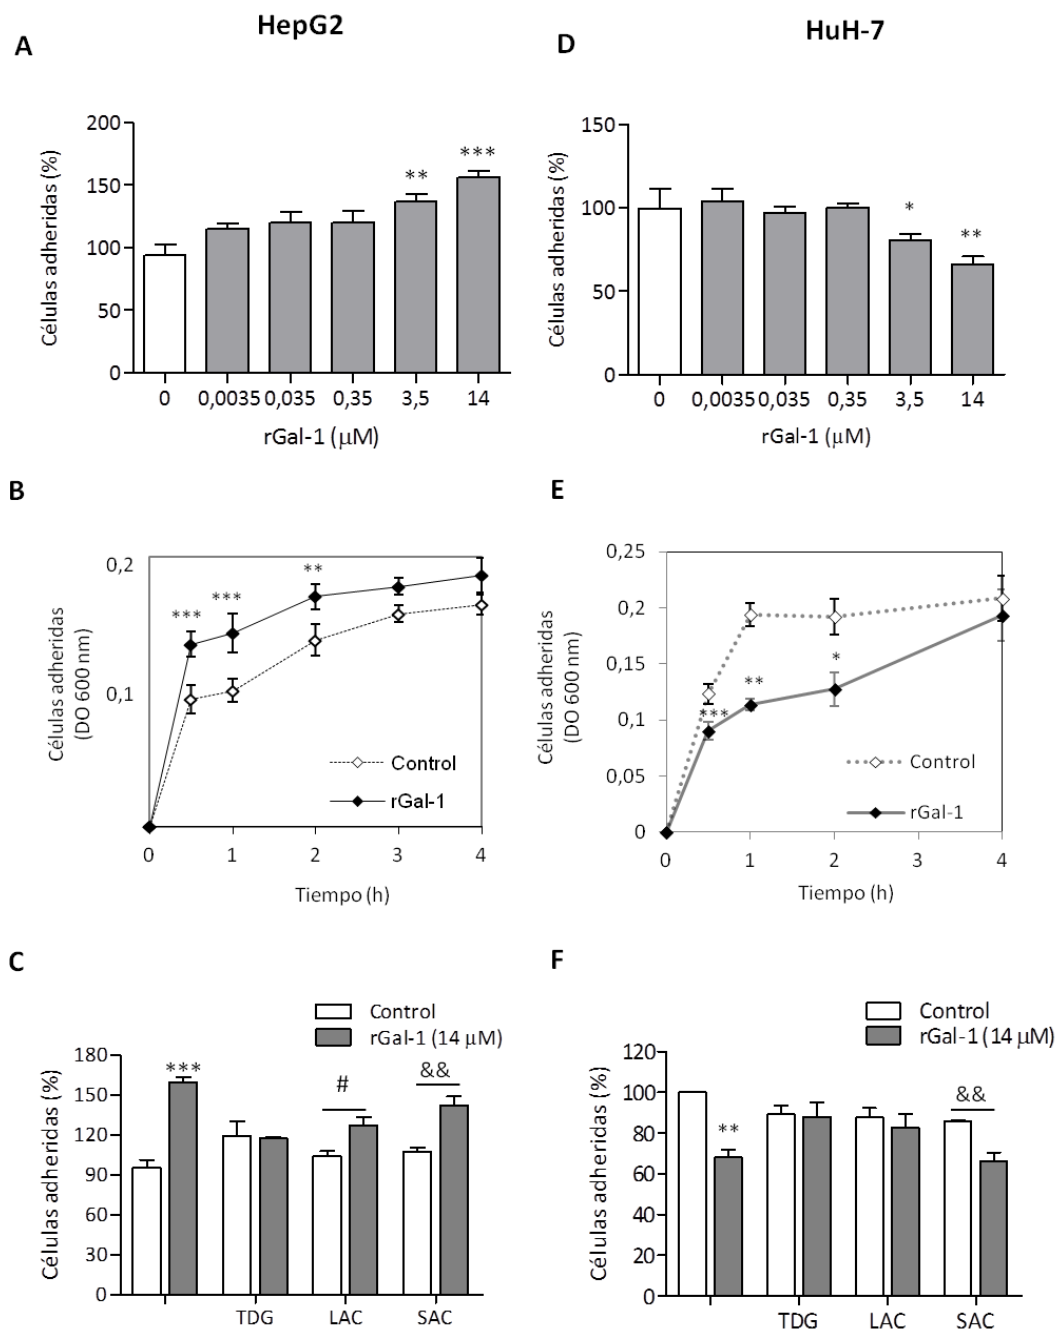 HepG2
HuH-7
A
Células adheridas (%)
200
150
100
50
0
**
***
0 0,0035 0,035 0,35 3,5 14
rGal-1 (μM)
D
Células adheridas (%)
150
100
50
0
*
**
0 0,0035 0,035 0,35 3,5 14
rGal-1 (μM)
B
Células adheridas
(DO 600 nm)
0,2
0,1
***
***
**
Control
rGal-1
0 1 2 3 4
Tiempo (h)
E
Células adheridas
(DO 600 nm)
0,25
0,2
0,15
0,1
0,05
0
***
**
*
Control
rGal-1
0 1 2 3 4
Tiempo (h)
C
Control
rGal-1 (14 μM)
Células adheridas (%)
180
150
120
90
60
30
0
***
#
&&
TDG LAC SAC
F
Control
rGal-1 (14 μM)
Células adheridas (%)
120
100
80
60
40
20
0
**
&&
TDG LAC SAC